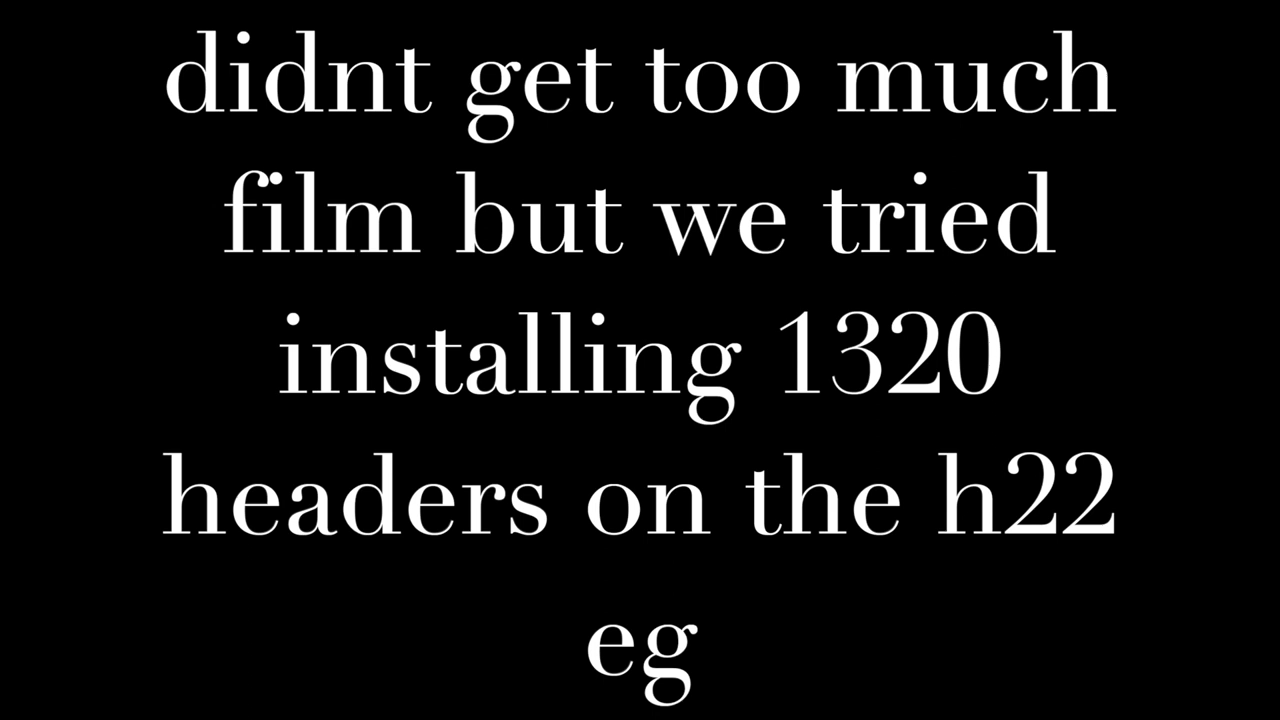 didnt get too much
film but we tried
installing 1320
headers on the h22
eg